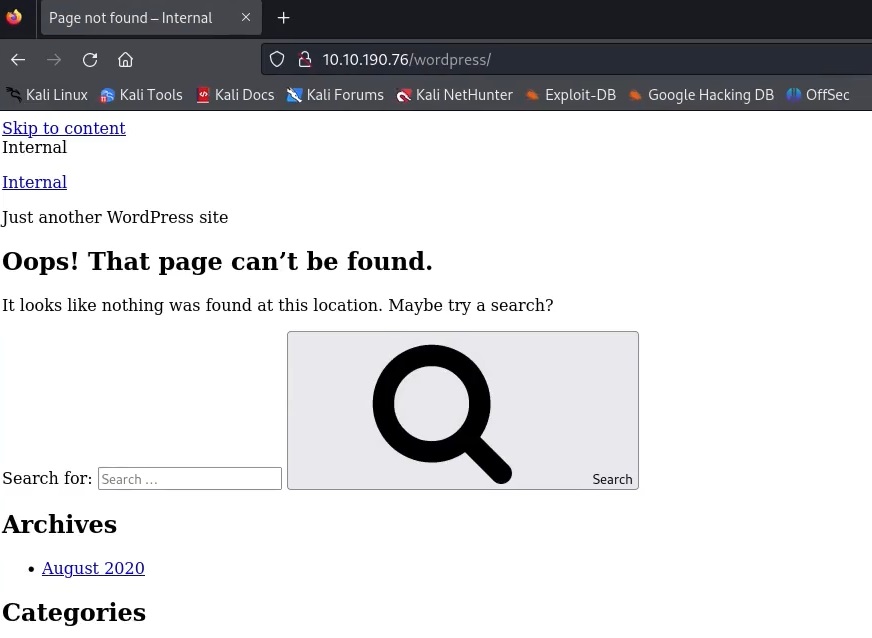 Page not found – Internal
10.10.190.76/wordpress/
Kali Linux Kali Tools Kali Docs Kali Forums Kali NetHunter Exploit-DB Google Hacking DB OffSec
Skip to content
Internal
Internal
Just another WordPress site
Oops! That page can’t be found.
It looks like nothing was found at this location. Maybe try a search?
Search for: Search … Search
Archives
August 2020
Categories